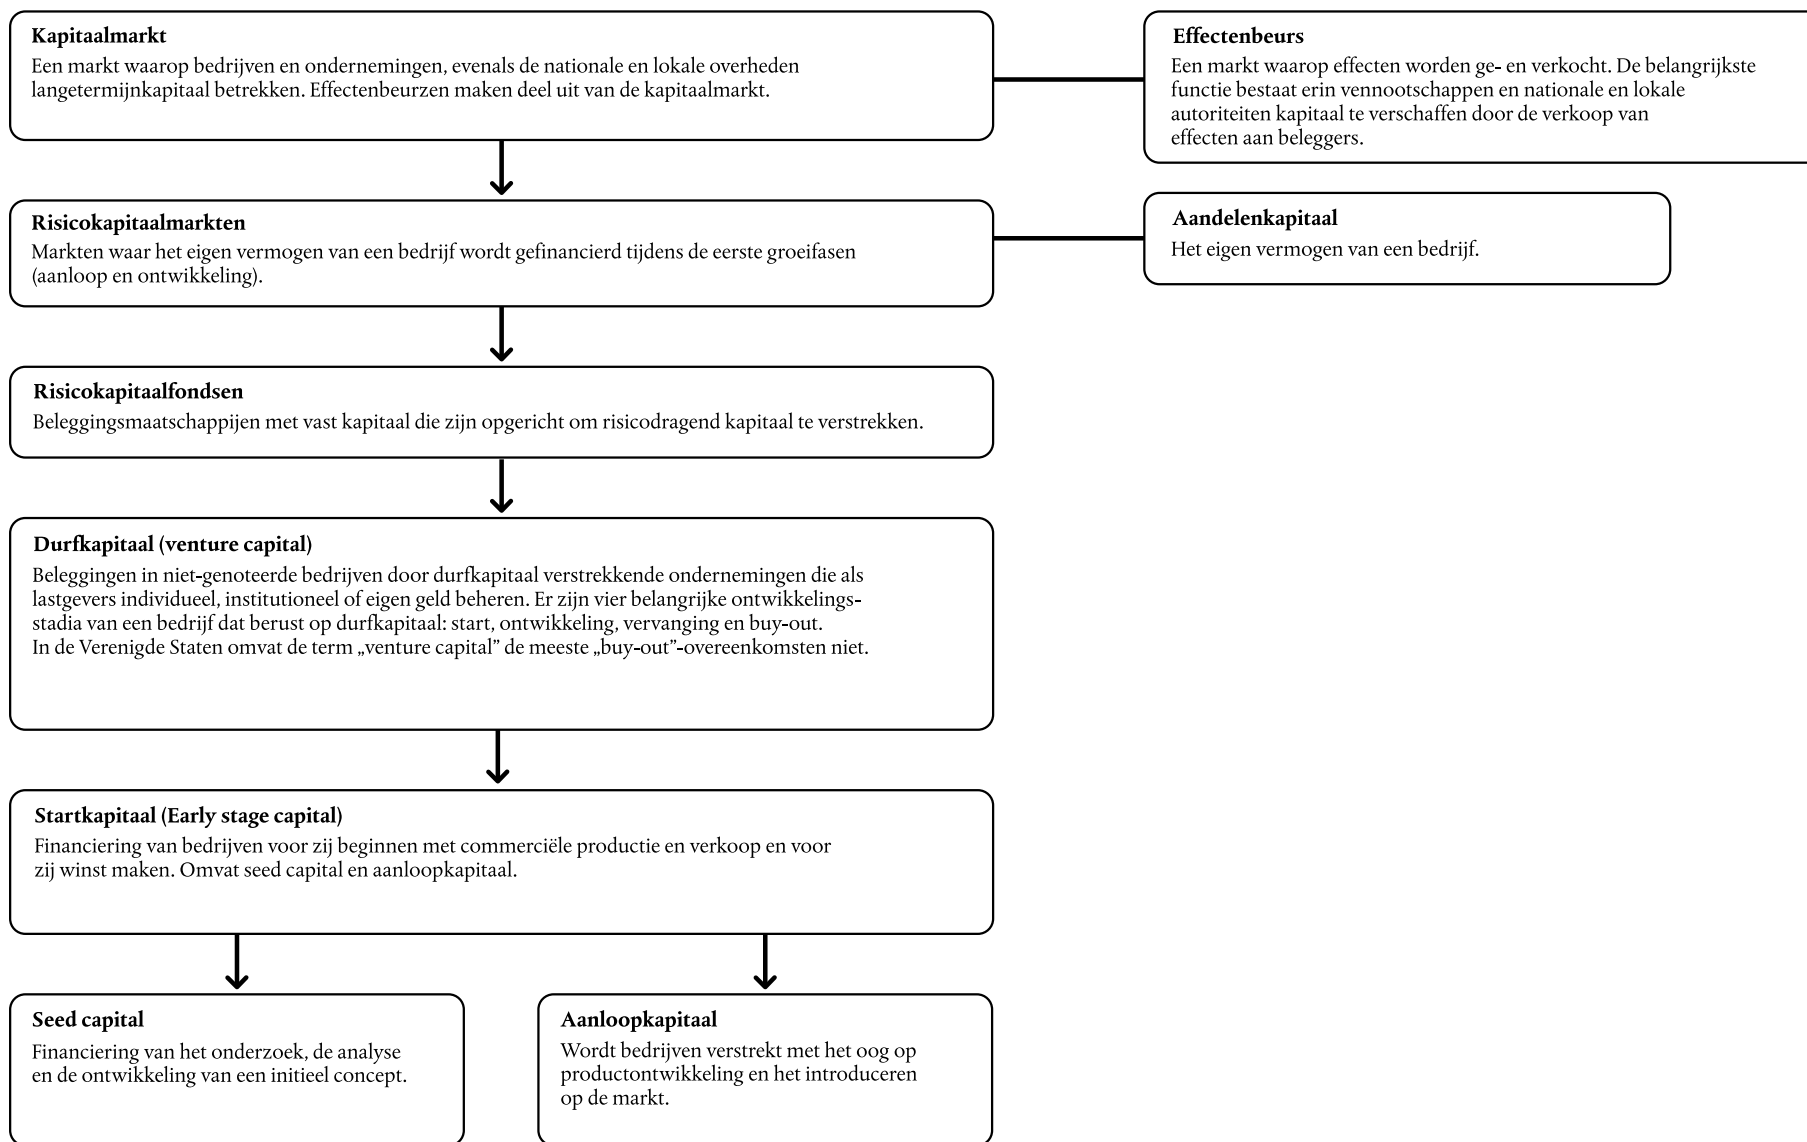 Kapitaalmarkt
Een markt waarop bedrijven en ondernemingen, evenals de nationale en lokale overheden
langetermijnkapitaal betrekken. Effectenbeurzen maken deel uit van de kapitaalmarkt.
Effectenbeurs
Een markt waarop effecten worden ge- en verkocht. De belangrijkste
functie bestaat erin vennootschappen en nationale en lokale
autoriteiten kapitaal te verschaffen door de verkoop van
effecten aan beleggers.
Risicokapitaalmarkten
Markten waar het eigen vermogen van een bedrijf wordt gefinancierd tijdens de eerste groeifasen
(aanloop en ontwikkeling).
Aandelenkapitaal
Het eigen vermogen van een bedrijf.
Risicokapitaalfondsen
Beleggingsmaatschappijen met vast kapitaal die zijn opgericht om risicodragend kapitaal te verstrekken.
Durfkapitaal (venture capital)
Beleggingen in niet-genoteerde bedrijven door durfkapitaal verstrekkende ondernemingen die als
lastgevers individueel, institutioneel of eigen geld beheren. Er zijn vier belangrijke ontwikkelings-
stadia van een bedrijf dat berust op durfkapitaal: start, ontwikkeling, vervanging en buy-out.
In de Verenigde Staten omvat de term „venture capital” de meeste „buy-out”-overeenkomsten niet.
Startkapitaal (Early stage capital)
Financiering van bedrijven voor zij beginnen met commerciële productie en verkoop en voor
zij winst maken. Omvat seed capital en aanloopkapitaal.
Seed capital
Financiering van het onderzoek, de analyse
en de ontwikkeling van een initieel concept.
Aanloopkapitaal
Wordt bedrijven verstrekt met het oog op
productontwikkeling en het introduceren
op de markt.